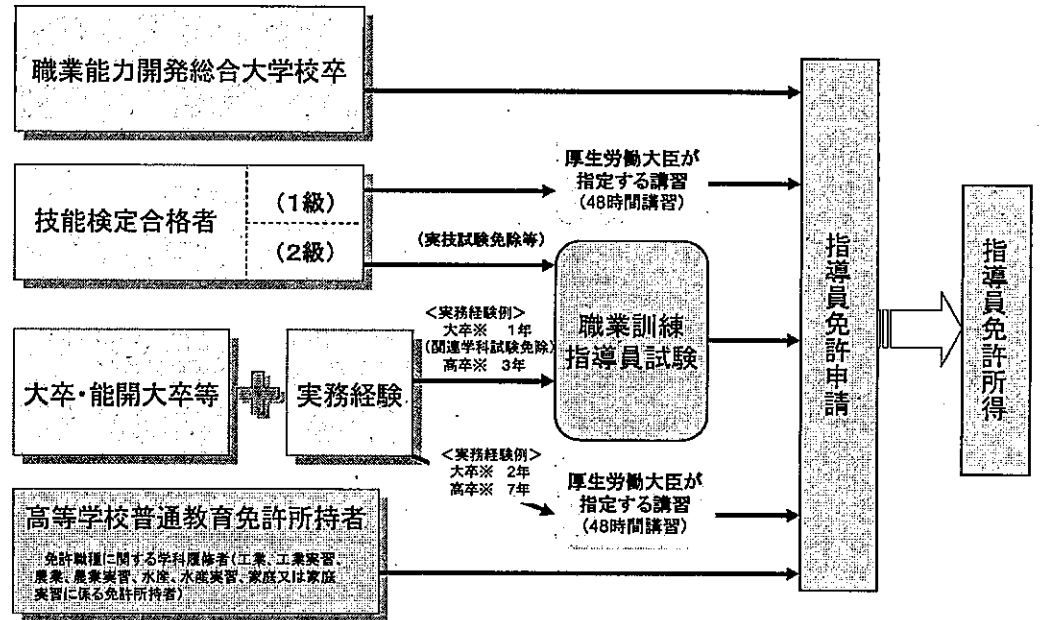 職業能力開発総合大学校卒
技能検定合格者
(1級)
(2級)
厚生労働大臣が
指定する講習
(48時間講習)
(実技試験免除等)
職業訓練
指導員試験
大卒・能開大卒等
実務経験
<実務経験例>
大卒※ 1年
(関連学科試験免除)
高卒※ 3年
<実務経験例>
大卒※ 2年
高卒※ 7年
厚生労働大臣が
指定する講習
(48時間講習)
高等学校普通教育免許所持者
免許職種に関する学科履修者(工業、工業実習、
農業、農業実習、水産、水産実習、家庭又は家庭
実習に係る免許所持者)
指導員免許申請
指導員免許所得